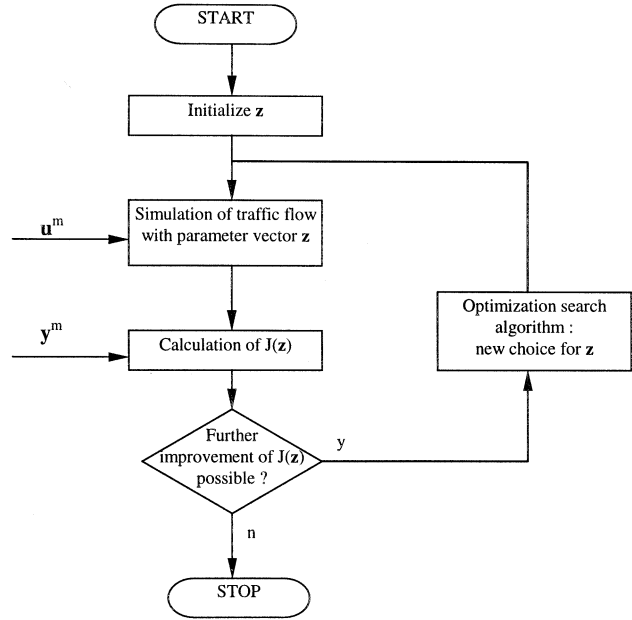 START
Initialize z
Simulation of traffic flow
with parameter vector z
u^m
Optimization search
algorithm :
new choice for z
y^m
Calculation of J(z)
Further
improvement of J(z)
possible ?
y
n
STOP